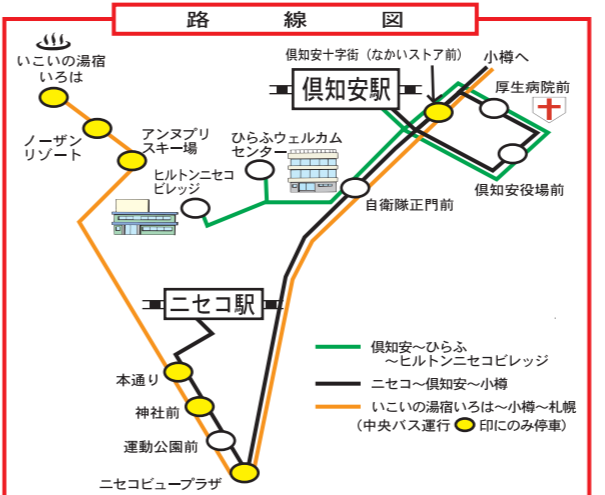 路線図
倶知安十字街（なかいストア前）
小樽へ
いこいの湯宿
いろは
倶知安駅
厚生病院前
ノーザン
リゾート
アンヌプリ
スキー場
ひらふウェルカム
センター
ヒルトンニセコ
ビレッジ
倶知安役場前
自衛隊正門前
ニセコ駅
本通り
神社前
運動公園前
ニセコビュープラザ
倶知安～ひらふ
～ヒルトンニセコビレッジ
ニセコ～倶知安～小樽
いこいの湯宿いろは～小樽～札幌
（中央バス運行 印にのみ停車）